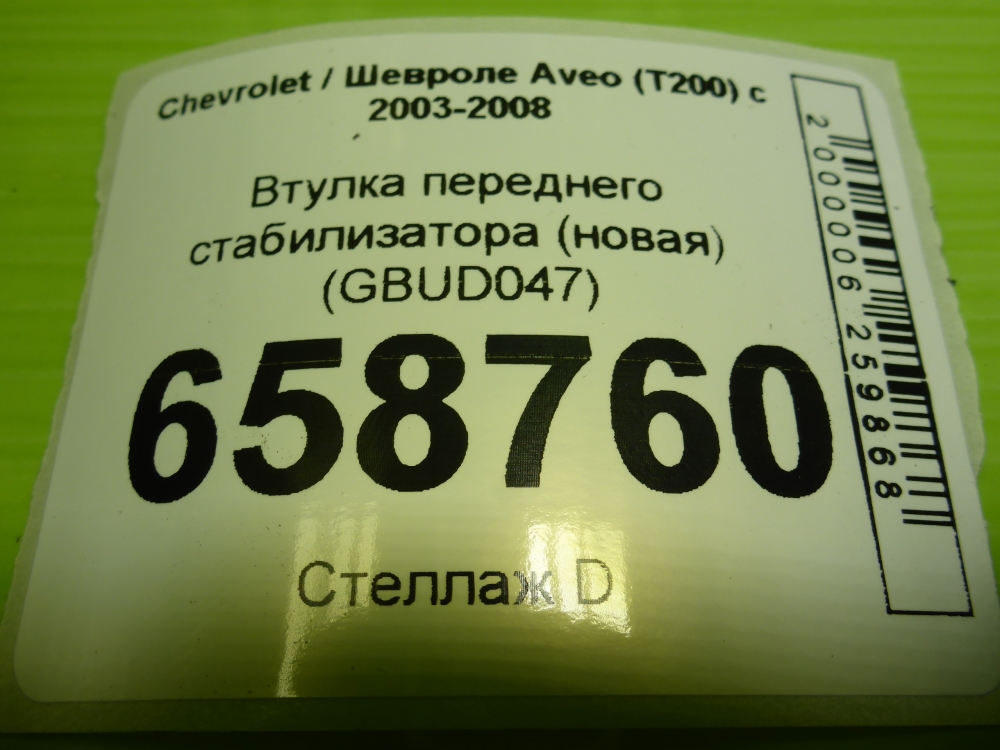 Chevrolet / Шевроле Aveo (T200) с
2003-2008
Втулка переднего
стабилизатора (новая)
(GBUD047)
658760
Стеллаж D
2000006259868